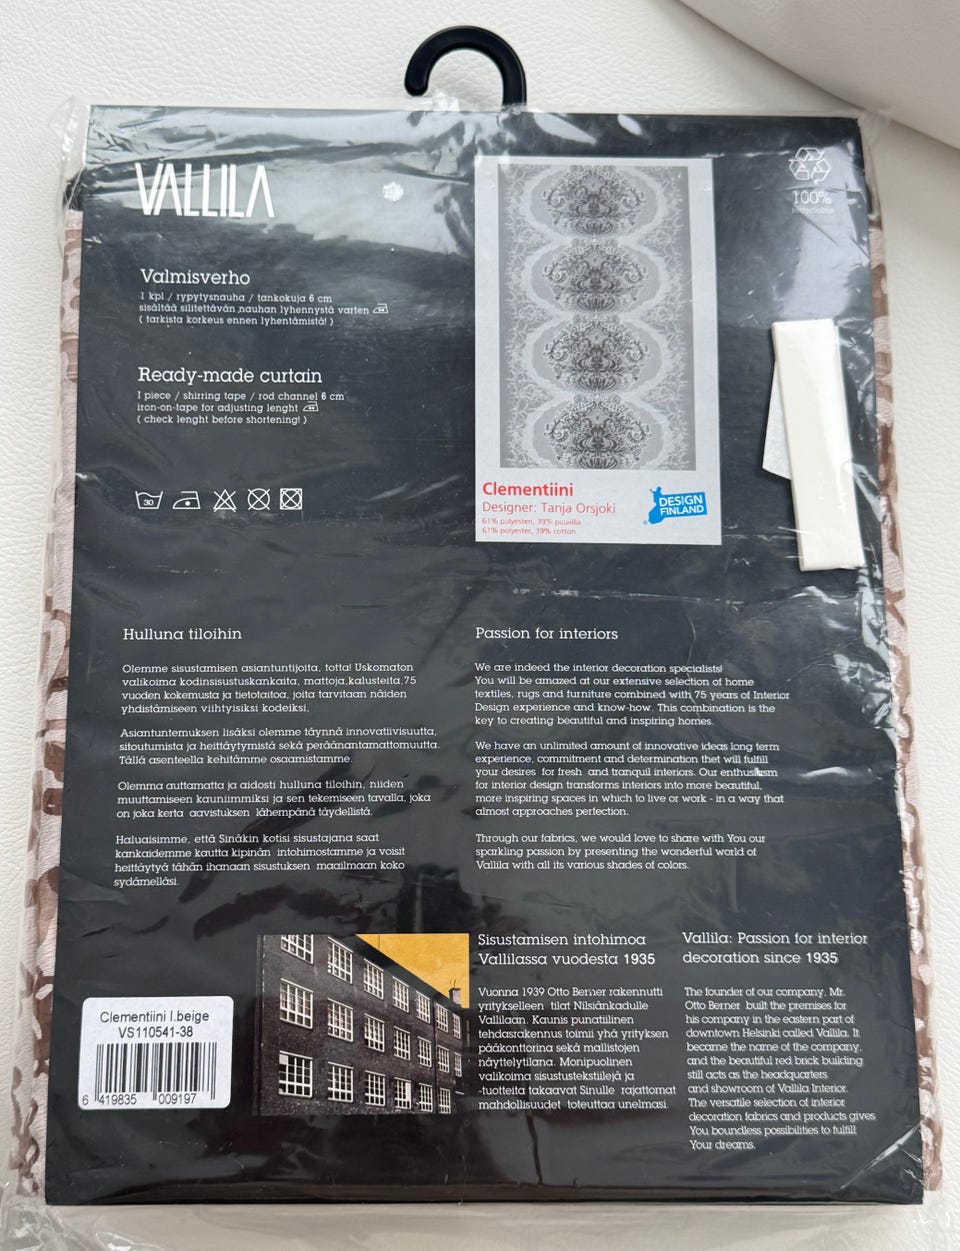 VALLILA
100%
recyclable
Valmisverho
1 kpl / rypytysnauha / tankokuja 6 cm
sisältää silitettävän nauhan lyhennystä varten
( tarkista korkeus ennen lyhentämistä! )
Ready-made curtain
1 piece / shirring tape / rod channel 6 cm
iron-on-tape for adjusting lenght
( check lenght before shortening! )
30
Clementiini
Designer: Tanja Orsjoki
61% polyesteri, 39% puuvilla
61% polyester, 39% cotton
DESIGN
FINLAND
Hulluna tiloihin
Olemme sisustamisen asiantuntijoita, totta! Uskomaton
valikoima kodinsisustuskankaita, mattoja,kalusteita,75
vuoden kokemusta ja tietotaitoa, joita tarvitaan näiden
yhdistämiseen viihtyisiksi kodeiksi.
Asiantuntemuksen lisäksi olemme täynnä innovatiivisuutta,
sitoutumista ja heittäytymistä sekä peräänantamattomuutta.
Tällä asenteella kehitämme osaamistamme.
Olemme auttamatta ja aidosti hulluna tiloihin, niiden
muuttamiseen kauniimmiksi ja sen tekemiseen tavalla, joka
on joka kerta aavistuksen lähempänä täydellistä.
Haluaisimme, että Sinäkin kotisi sisustajana saat
kankaidemme kautta kipinän intohimostamme ja voisit
heittäytyä tähän ihanaan sisustuksen maailmaan koko
sydämelläsi.
Passion for interiors
We are indeed the interior decoration specialists!
You will be amazed at our extensive selection of home
textiles, rugs and furniture combined with 75 years of Interior
Design experience and know-how. This combination is the
key to creating beautiful and inspiring homes.
We have an unlimited amount of innovative ideas long term
experience, commitment and determination thet will fulfill
your desires for fresh and tranquil interiors. Our enthusiasm
for interior design transforms interiors into more beautiful,
more inspiring spaces in which to live or work - in a way that
almost approaches perfection.
Through our fabrics, we would love to share with You our
sparkling passion by presenting the wonderful world of
Vallila with all its various shades of colors.
Sisustamisen intohimoa
Vallilassa vuodesta 1935
Vuonna 1939 Otto Berner rakennutti
yritykselleen tilat Nilsiänkadulle
Vallilaan. Kaunis punatiilinen
tehdasrakennus toimii yhä yrityksen
pääkonttorina sekä mallistojen
näyttelytilana. Monipuolinen
valikoima sisustustekstiilejä ja
-tuotteita takaavat Sinulle rajattomat
mahdollisuudet toteuttaa unelmasi.
Vallila: Passion for interior
decoration since 1935
The founder of our company, Mr.
Otto Berner built the premises for
his company in the eastern part of
downtown Helsinki called Vallila. It
became the name of the company,
and the beautiful red brick building
still acts as the headquarters
and showroom of Vallila Interior.
The versatile selection of interior
decoration fabrics and products gives
You boundless possibilities to fulfill
Your dreams.
Clementiini l.beige
VS110541-38
6 419835 009197